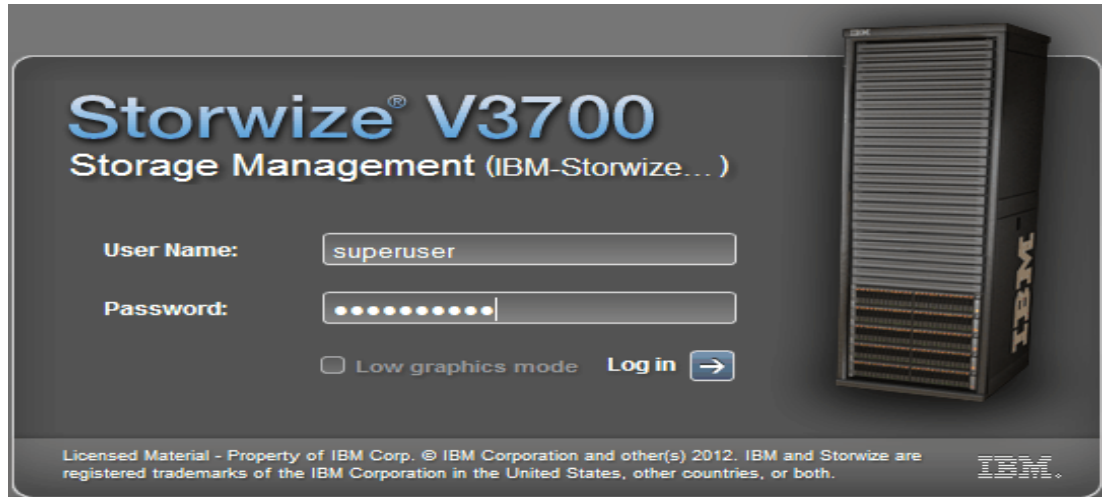 IBM
Storwize® V3700
Storage Management (IBM-Storwize... )
User Name:
superuser
Password:
●●●●●●●●●●
Low graphics mode
Log in
IBM
Licensed Material - Property of IBM Corp. © IBM Corporation and other(s) 2012. IBM and Storwize are
registered trademarks of the IBM Corporation in the United States, other countries, or both.
IBM.